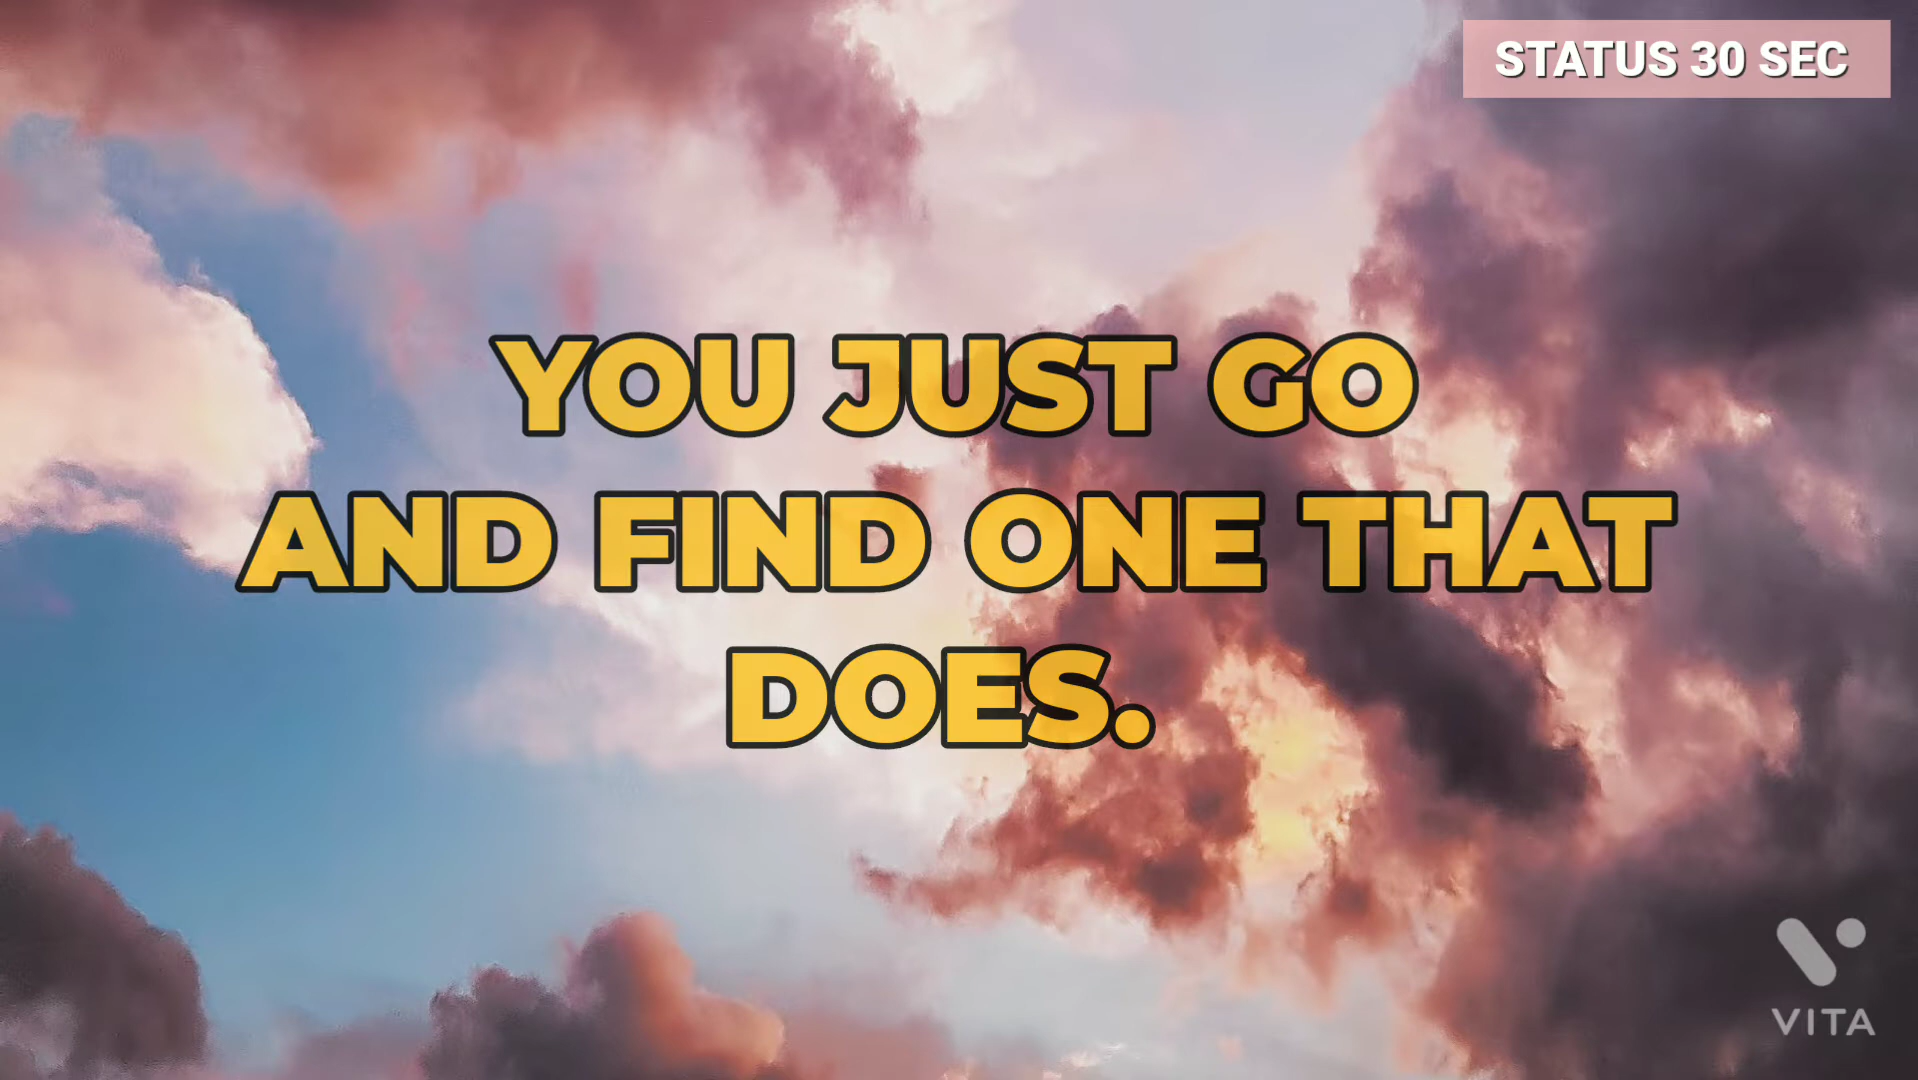 STATUS 30 SEC
YOU JUST GO
AND FIND ONE THAT
DOES.
VITA